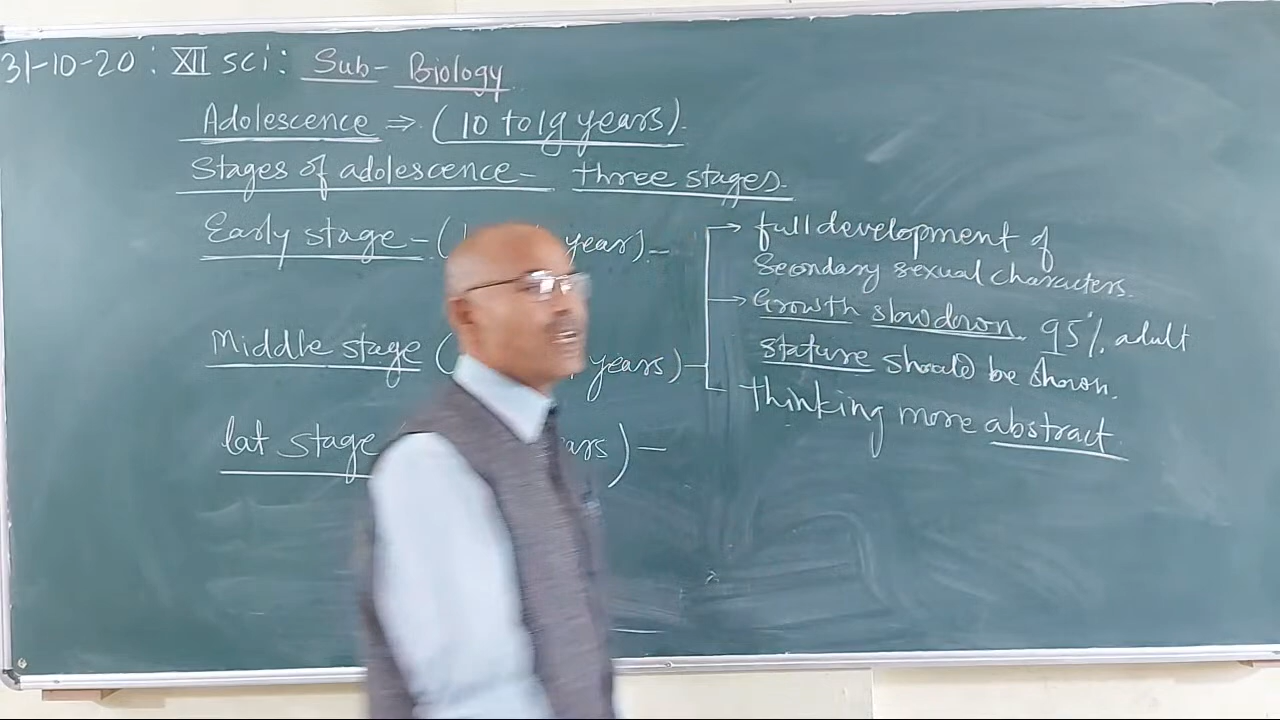 31-10-20: XII sci: Sub- Biology
Adolescence ⇒ (10 to 19 years).
Stages of adolescence- three stages.
Early stage - ( year) -
Middle stage ( years) -
lat stage ) -
→ full development of
Secondary sexual characters.
→ Growth slowdown 95% adult
stature should be shown.
thinking more abstract